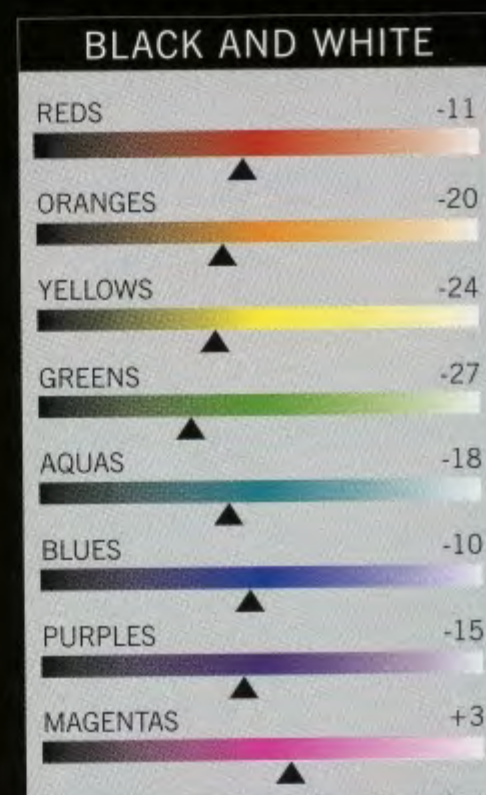 BLACK AND WHITE
REDS -11
ORANGES -20
YELLOWS -24
GREENS -27
AQUAS -18
BLUES -10
PURPLES -15
MAGENTAS +3